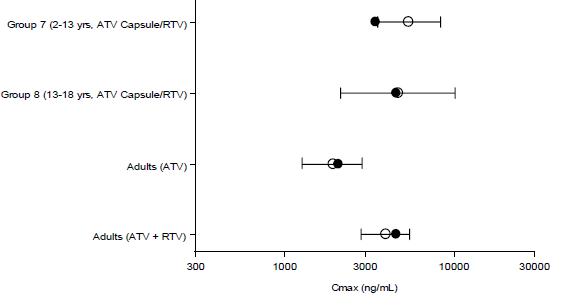 Group 7 (2-13 yrs, ATV Capsule/RTV)
Group 8 (13-18 yrs, ATV Capsule/RTV)
Adults (ATV)
Adults (ATV + RTV)
300 1000 3000 10000 30000
Cmax (ng/mL)